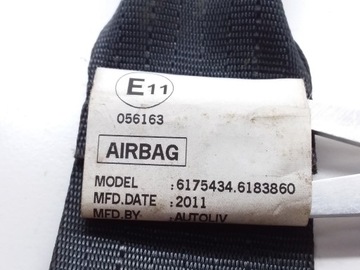 E11
056163
AIRBAG
MODEL :6175434.6183860
MFD.DATE :2011
MFD.BY: AUTOLIV